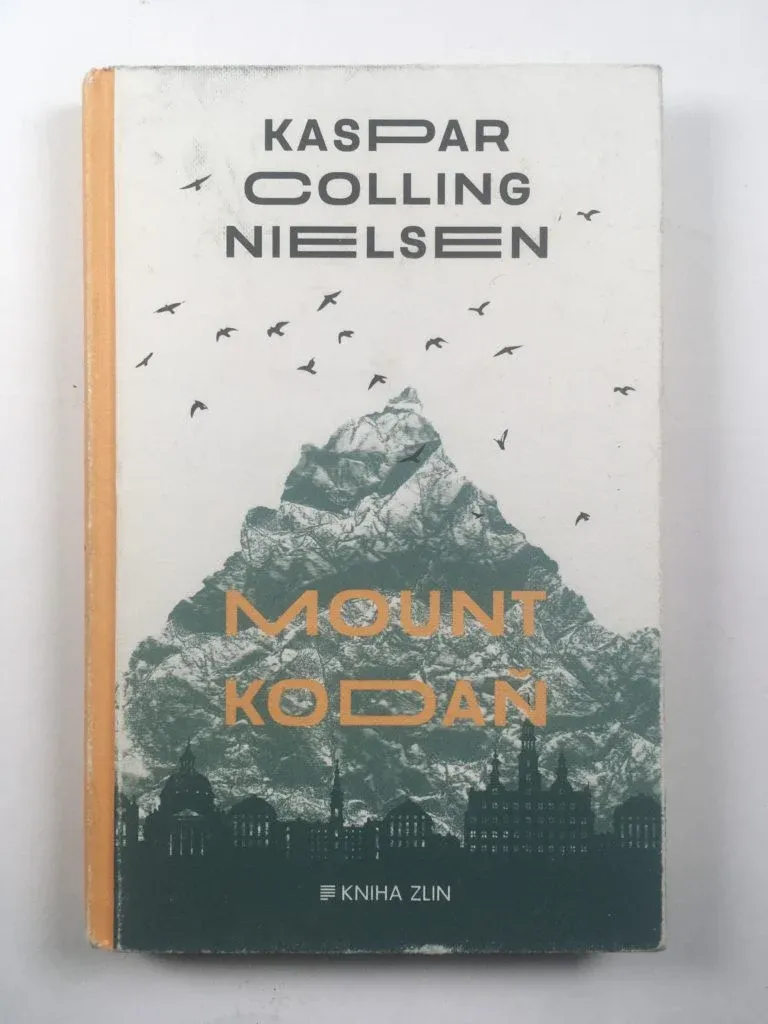 KASPAR
COLLING
NIELSEN
MOUNT
KODAŇ
KNIHA ZLIN